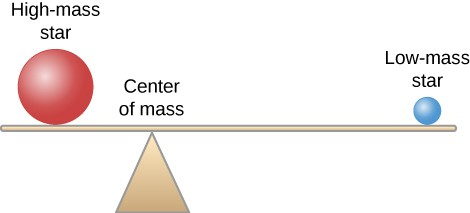 High-mass
star
Center
of mass
Low-mass
star